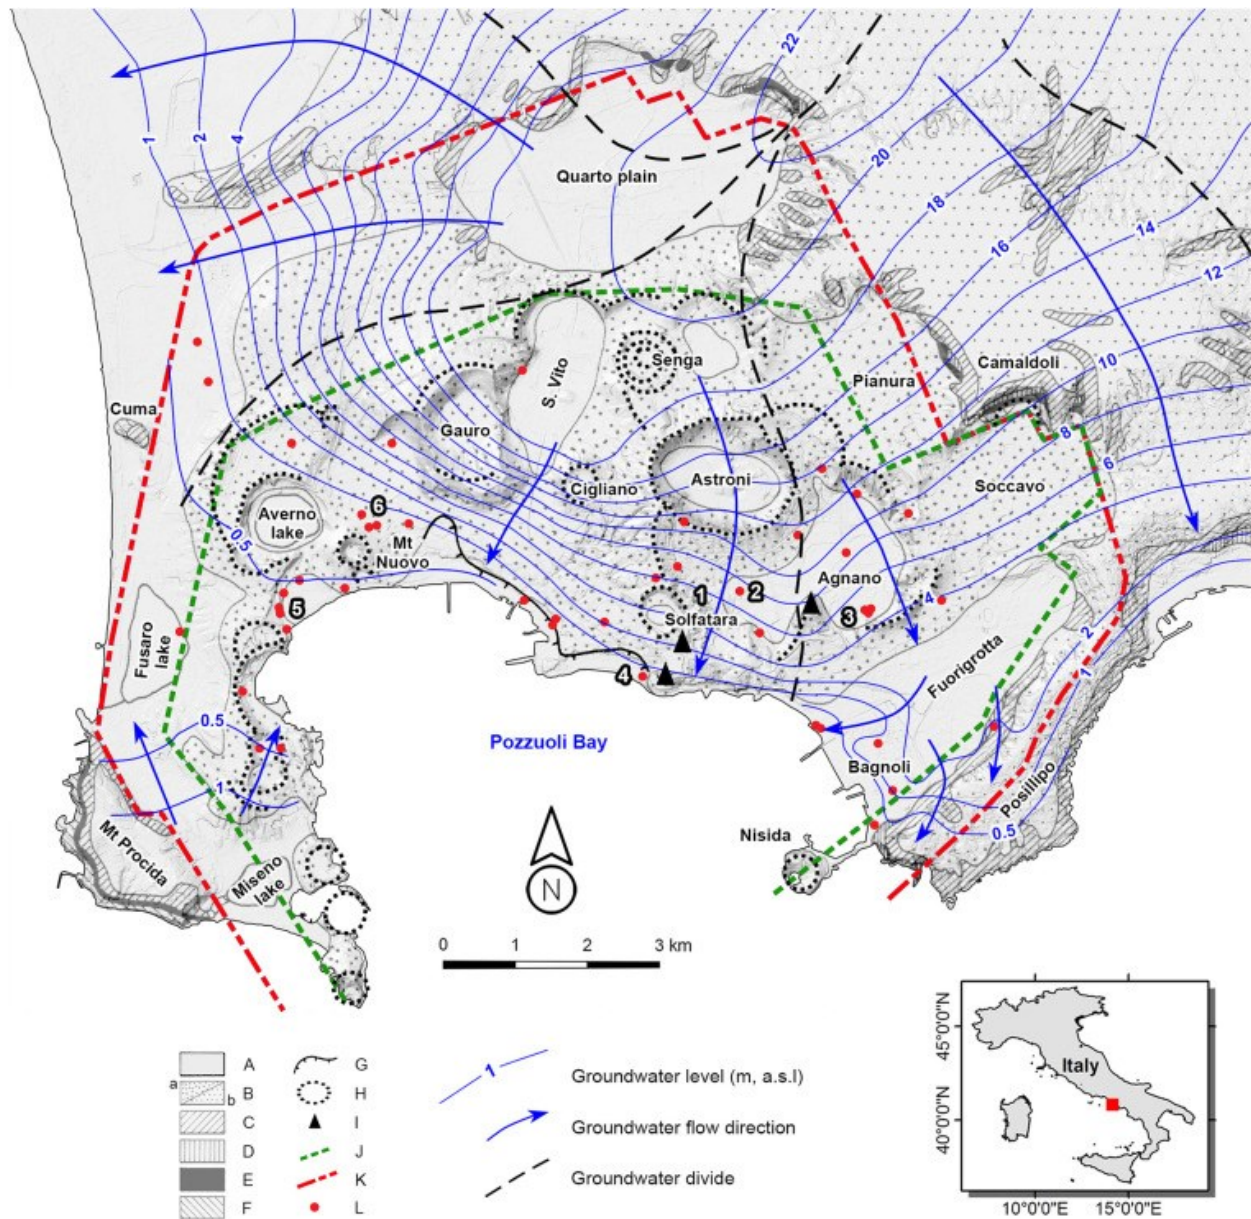 22
1
2
4
20
Quarto plain
18
16
14
12
10
Camaldoli
Senga
S. Vito
Pianura
Cuma
Gauro
8
6
Astroni
Cigliano
Soccavo
Averno
lake
6
0.5
Mt
Nuovo
1
2
Agnano
3
4
5
Solfatara
Fusaro
lake
2
1
4
Fuorigrotta
0.5
Pozzuoli Bay
1
Bagnoli
Posillipo
Mt Procida
Nisida
0.5
Miseno
lake
N
0 1 2 3 km
A
a B b
C
D
E
F
G
H
I
J
K
L
1 Groundwater level (m, a.s.l)
Groundwater flow direction
Groundwater divide
45°0'0"N
40°0'0"N
Italy
10°0'0"E 15°0'0"E